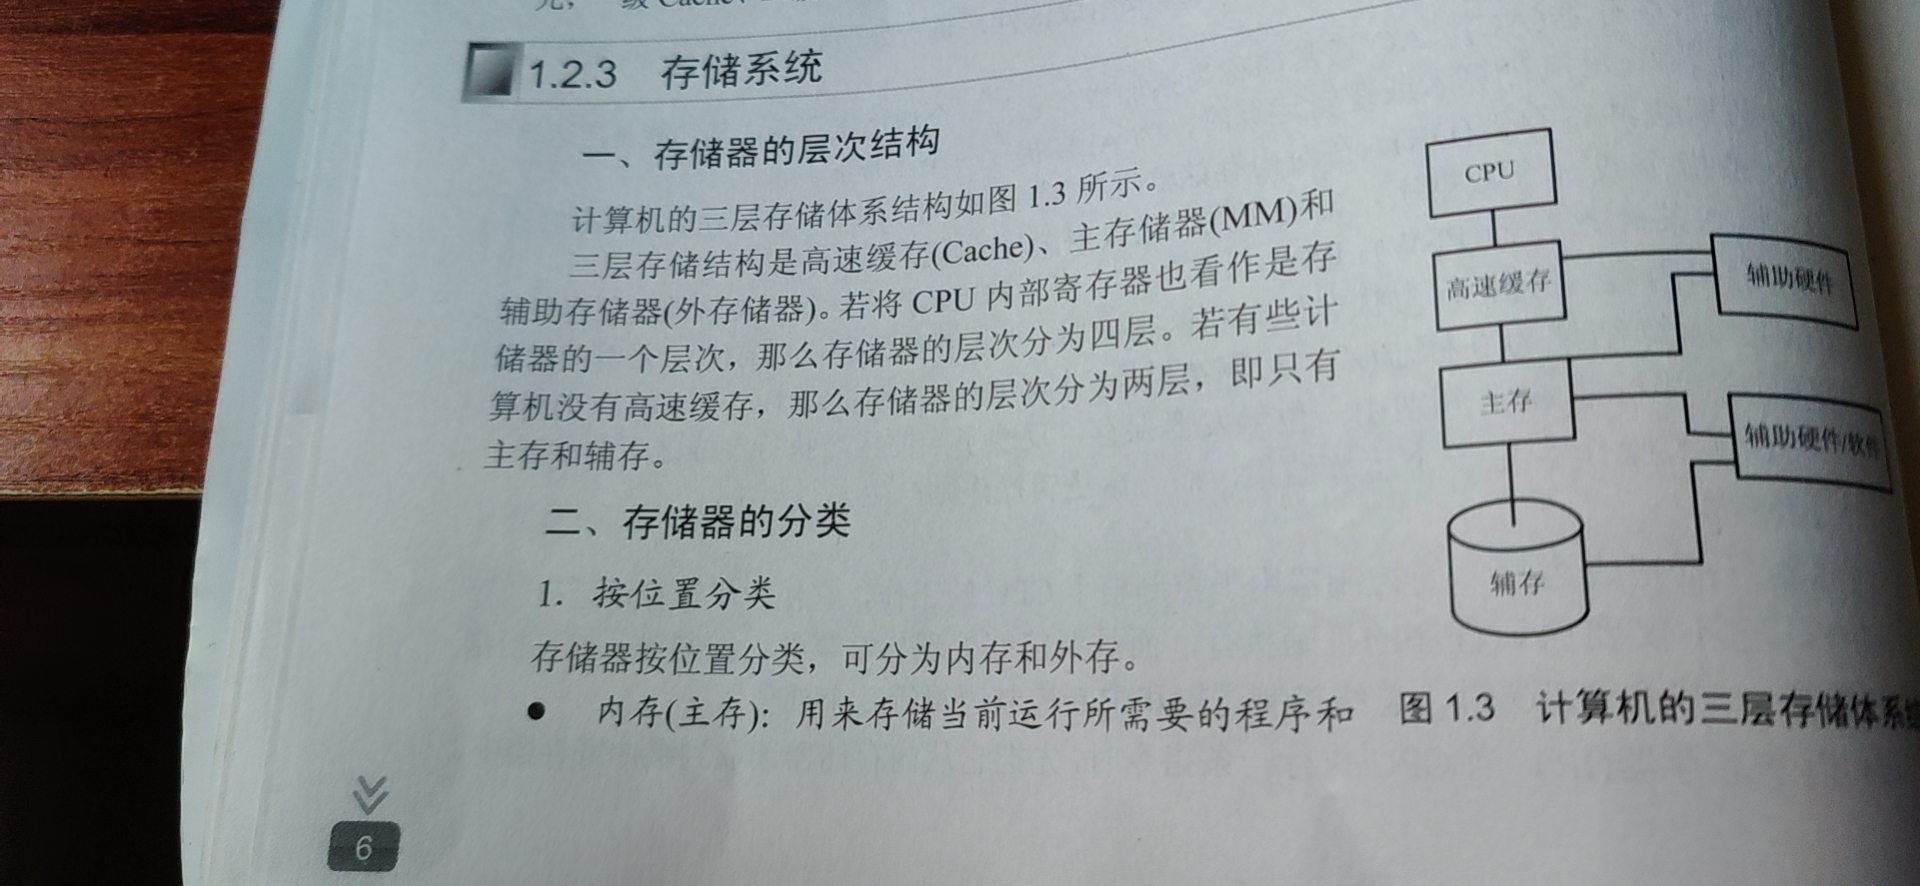 级 Cache、
1.2.3 存储系统
一、存储器的层次结构
计算机的三层存储体系结构如图 1.3 所示。
三层存储结构是高速缓存(Cache)、主存储器(MM)和
辅助存储器(外存储器)。若将 CPU 内部寄存器也看作是存
储器的一个层次，那么存储器的层次分为四层。若有些计
算机没有高速缓存，那么存储器的层次分为两层，即只有
主存和辅存。
二、存储器的分类
1. 按位置分类
存储器按位置分类，可分为内存和外存。
● 内存(主存)：用来存储当前运行所需要的程序和
CPU
高速缓存
辅助硬件
主存
辅助硬件/软件
辅存
图 1.3 计算机的三层存储体系
6